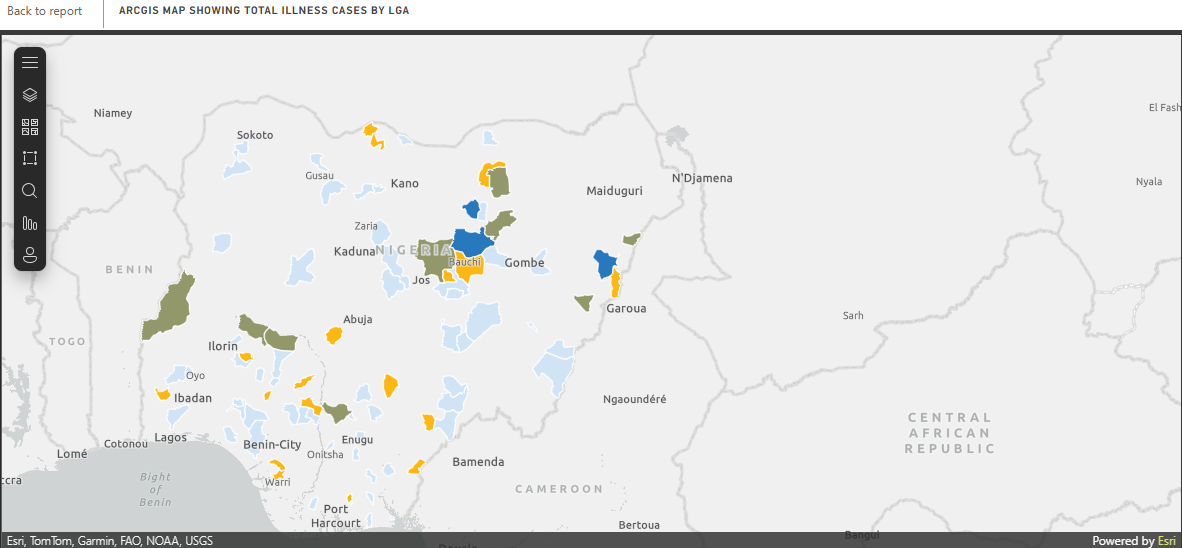 Back to report
ARCGIS MAP SHOWING TOTAL ILLNESS CASES BY LGA
Niamey
El Fash
Sokoto
Gusau
Kano
N'Djamena
Maiduguri
Nyala
Zaria
Kaduna
NIGERIA
Bauchi
Gombe
BENIN
Jos
Garoua
Abuja
Sarh
TOGO
Ilorin
Oyo
Ibadan
Ngaoundéré
CENTRAL
AFRICAN
REPUBLIC
Lagos
Cotonou
Benin-City
Enugu
Onitsha
Lomé
Bamenda
ccra
Bight
of
Benin
Warri
CAMEROON
Port
Harcourt
Bertoua
Bangui
Douala
Esri, TomTom, Garmin, FAO, NOAA, USGS
Powered by Esri